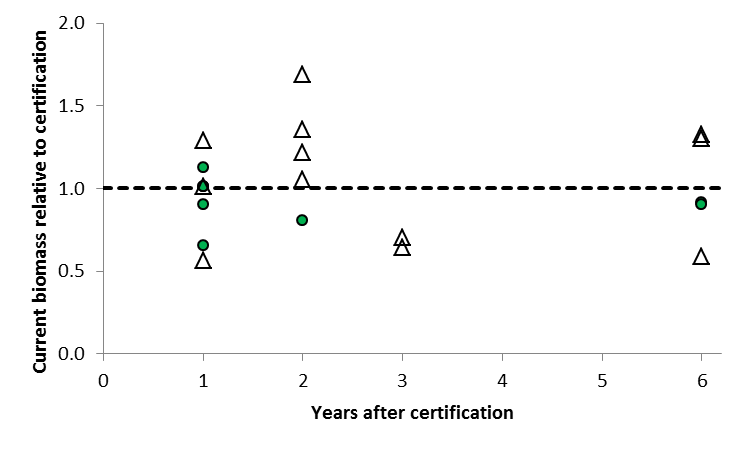 Current biomass relative to certification
2.0
1.5
1.0
0.5
0.0
0 1 2 3 4 5 6
Years after certification